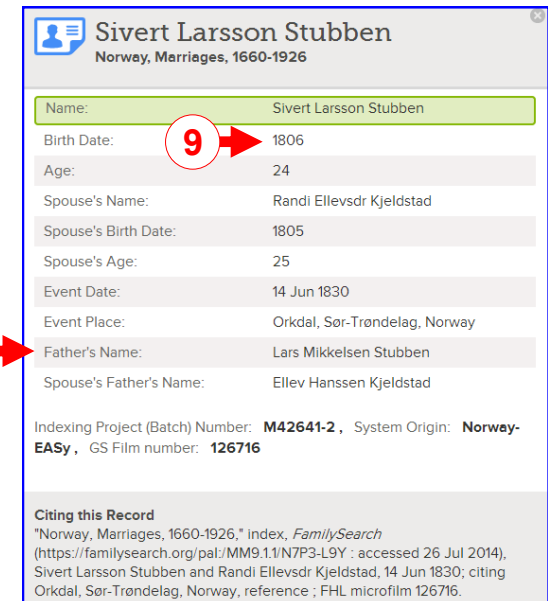 Sivert Larsson Stubben
Norway, Marriages, 1660-1926
Name: Sivert Larsson Stubben
Birth Date: 9 1806
Age: 24
Spouse's Name: Randi Ellevsdr Kjeldstad
Spouse's Birth Date: 1805
Spouse's Age: 25
Event Date: 14 Jun 1830
Event Place: Orkdal, Sør-Trøndelag, Norway
Father's Name: Lars Mikkelsen Stubben
Spouse's Father's Name: Ellev Hanssen Kjeldstad
Indexing Project (Batch) Number: M42641-2 , System Origin: Norway-
EASy , GS Film number: 126716
Citing this Record
"Norway, Marriages, 1660-1926," index, FamilySearch
(https://familysearch.org/pal:/MM9.1.1/N7P3-L9Y : accessed 26 Jul 2014),
Sivert Larsson Stubben and Randi Ellevsdr Kjeldstad, 14 Jun 1830; citing
Orkdal, Sør-Trøndelag, Norway, reference ; FHL microfilm 126716.